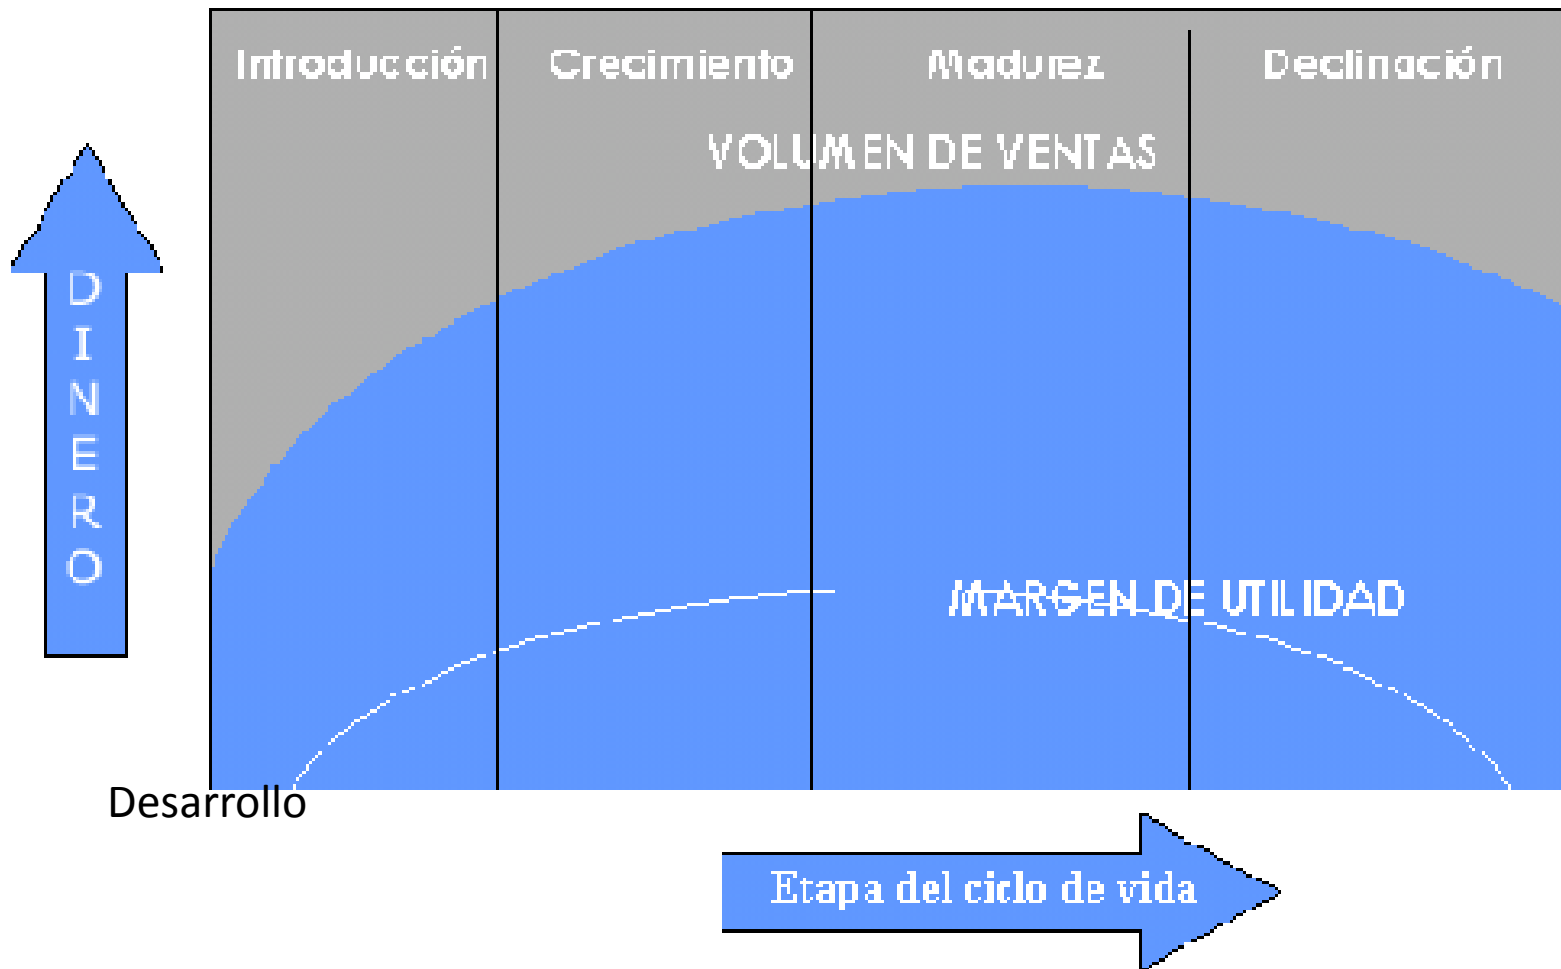 Introducción
Crecimiento
Madurez
Declinación
VOLUMEN DE VENTAS
DINERO
MARGEN DE UTILIDAD
Desarrollo
Etapa del ciclo de vida